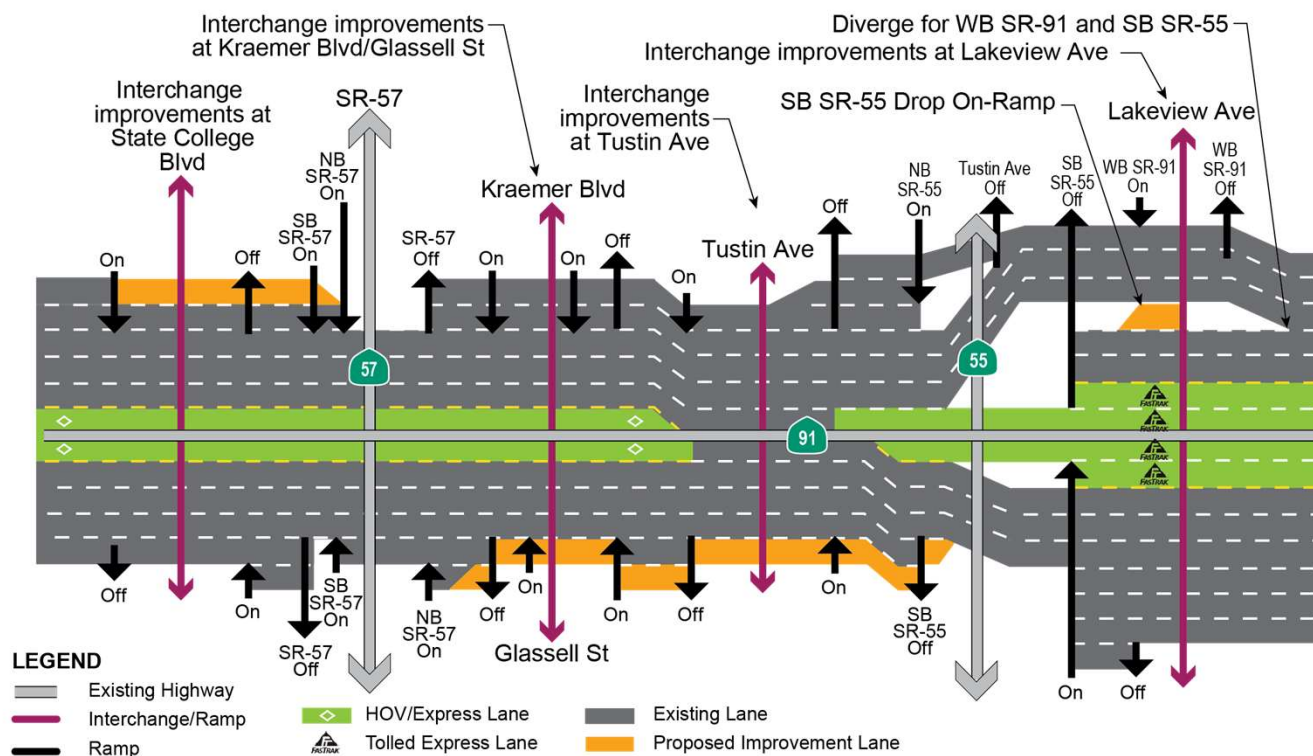 Interchange improvements
at Kraemer Blvd/Glassell St
Diverge for WB SR-91 and SB SR-55
Interchange improvements at Lakeview Ave
SB SR-55 Drop On-Ramp
Interchange
improvements at
State College
Blvd
SR-57
Interchange
improvements
at Tustin Ave
Lakeview Ave
Kraemer Blvd
Tustin Ave
On
Off
SB
SR-57
On
NB
SR-57
On
SR-57
Off
On
On
Off
On
Off
NB
SR-55
On
Tustin Ave
Off
SB
SR-55
Off
WB SR-91
On
WB
SR-91
Off
57
55
91
FASTRAK
FASTRAK
FASTRAK
FASTRAK
Off
On
SR-57
Off
SB
SR-57
On
NB
SR-57
On
Off
On
On
Off
On
SB
SR-55
Off
On
Off
Glassell St
LEGEND
Existing Highway
Interchange/Ramp
Ramp
HOV/Express Lane
FASTRAK
Tolled Express Lane
Existing Lane
Proposed Improvement Lane